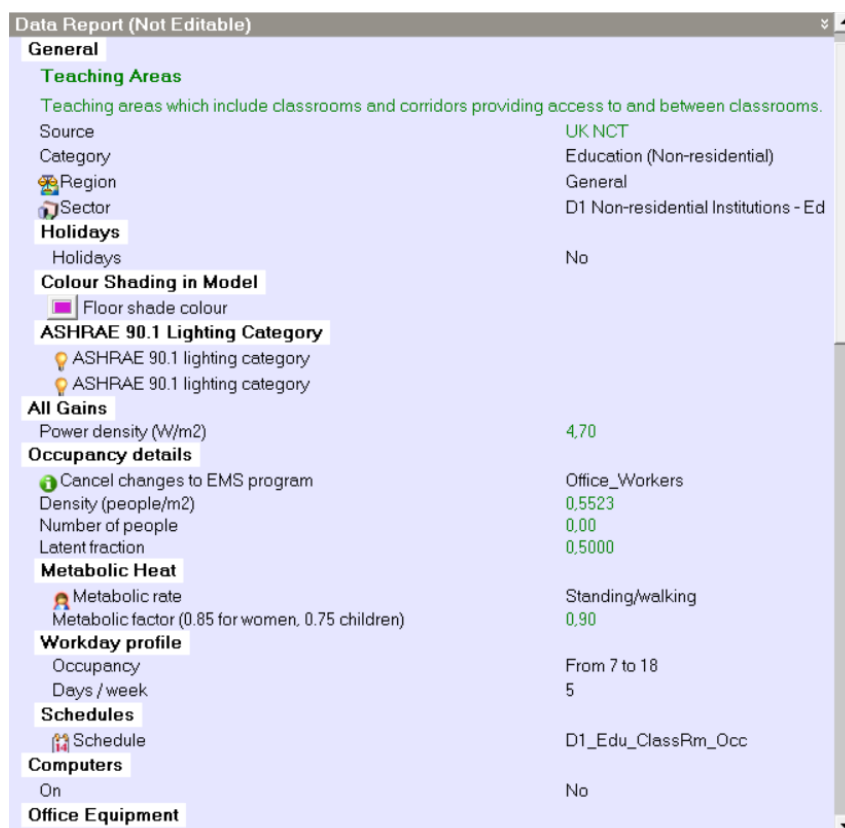 Data Report (Not Editable)
General
Teaching Areas
Teaching areas which include classrooms and corridors providing access to and between classrooms.
Source UK NCT
Category Education (Non-residential)
Region General
Sector D1 Non-residential Institutions - Ed
Holidays
Holidays No
Colour Shading in Model
Floor shade colour
ASHRAE 90.1 Lighting Category
ASHRAE 90.1 lighting category
ASHRAE 90.1 lighting category
All Gains
Power density (W/m2) 4,70
Occupancy details
Cancel changes to EMS program Office_Workers
Density (people/m2) 0,5523
Number of people 0,00
Latent fraction 0,5000
Metabolic Heat
Metabolic rate Standing/walking
Metabolic factor (0.85 for women, 0.75 children) 0,90
Workday profile
Occupancy From 7 to 18
Days / week 5
Schedules
14 Schedule D1_Edu_ClassRm_Occ
Computers
On No
Office Equipment